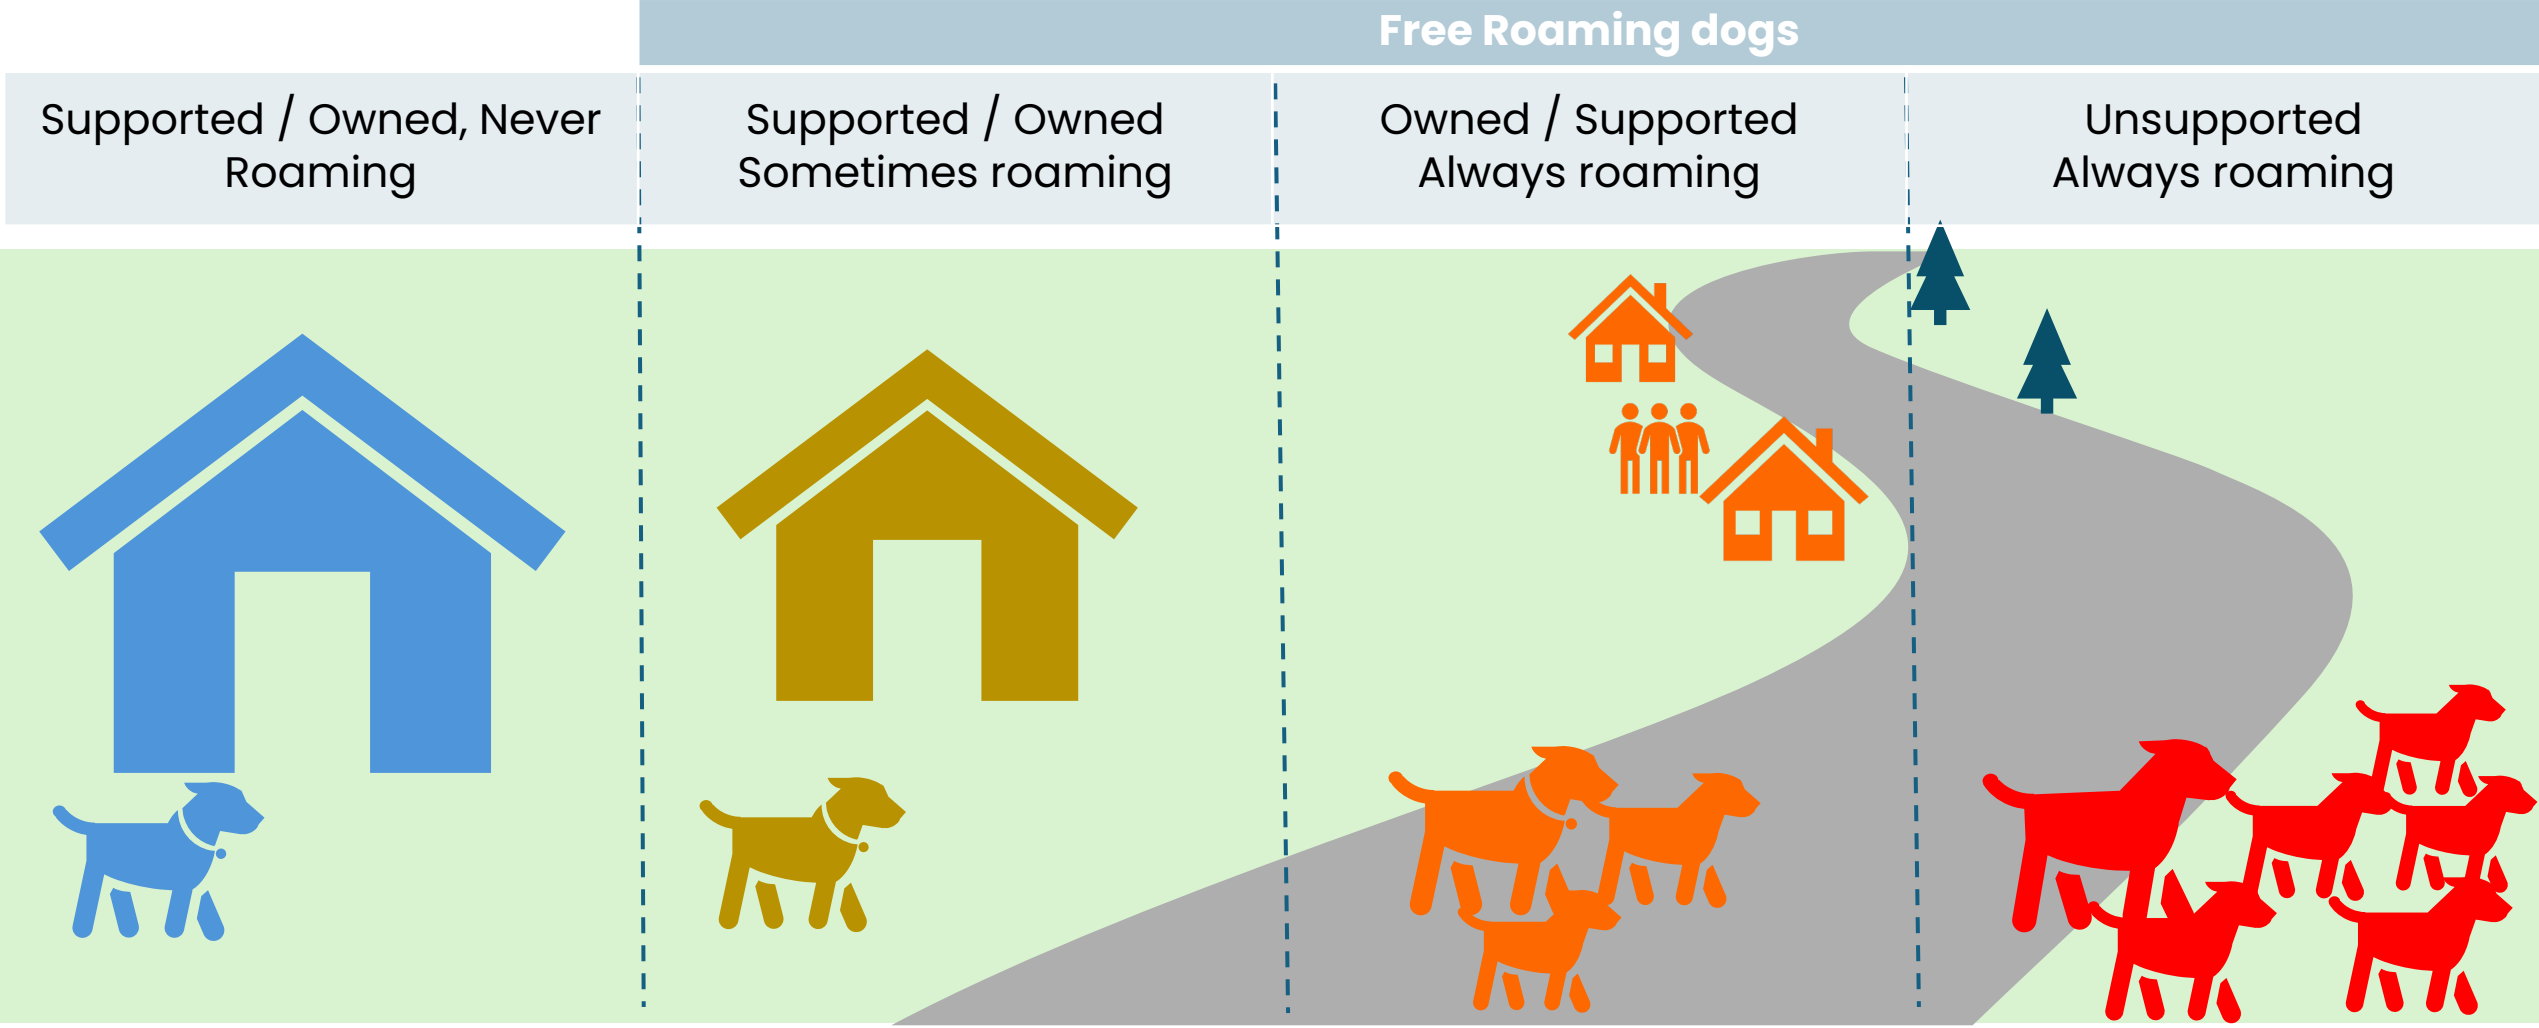 Free Roaming dogs
Supported / Owned, Never
Roaming
Supported / Owned
Sometimes roaming
Owned / Supported
Always roaming
Unsupported
Always roaming